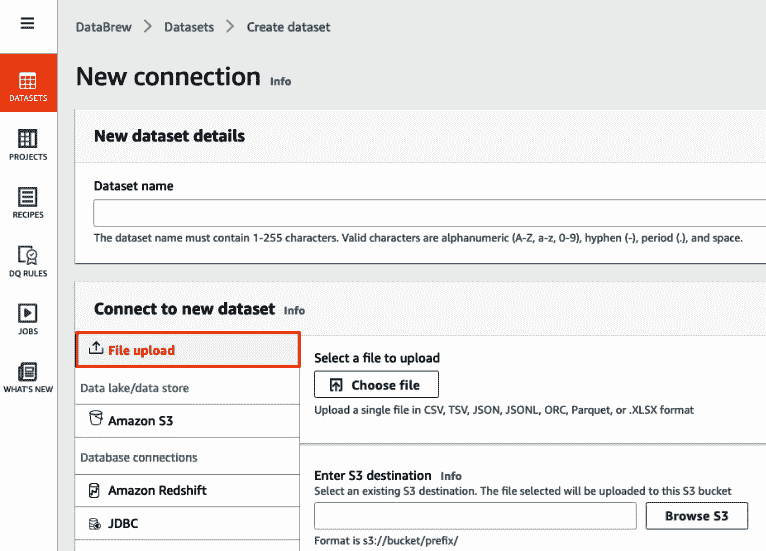 DataBrew > Datasets > Create dataset
New connection Info
DATASETS
PROJECTS
RECIPES
DQ RULES
JOBS
WHAT'S NEW
New dataset details
Dataset name
The dataset name must contain 1-255 characters. Valid characters are alphanumeric (A-Z, a-z, 0-9), hyphen (-), period (.), and space.
Connect to new dataset Info
File upload
Data lake/data store
Amazon S3
Database connections
Amazon Redshift
JDBC
Select a file to upload
Choose file
Upload a single file in CSV, TSV, JSON, JSONL, ORC, Parquet, or .XLSX format
Enter S3 destination Info
Select an existing S3 destination. The file selected will be uploaded to this S3 bucket
Browse S3
Format is s3://bucket/prefix/